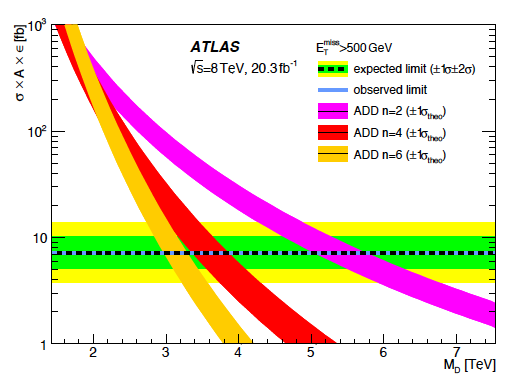 σ × A × ϵ [fb]
10³
10²
10
1
ATLAS
√s=8 TeV, 20.3 fb⁻¹
E_T^miss>500 GeV
expected limit (±1σ±2σ)
observed limit
ADD n=2 (±1σ_theo)
ADD n=4 (±1σ_theo)
ADD n=6 (±1σ_theo)
2 3 4 5 6 7
M_D [TeV]